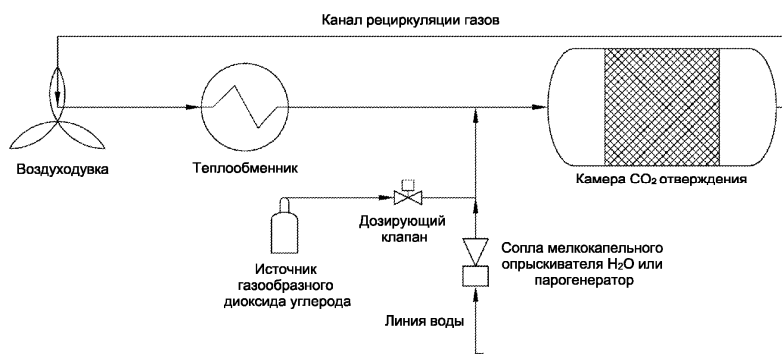 Канал рециркуляции газов
Воздуходувка
Теплообменник
Камера CO₂ отверждения
Дозирующий
клапан
Источник
газообразного
диоксида углерода
Сопла мелкокапельного
опрыскивателя H₂O или
парогенератор
Линия воды